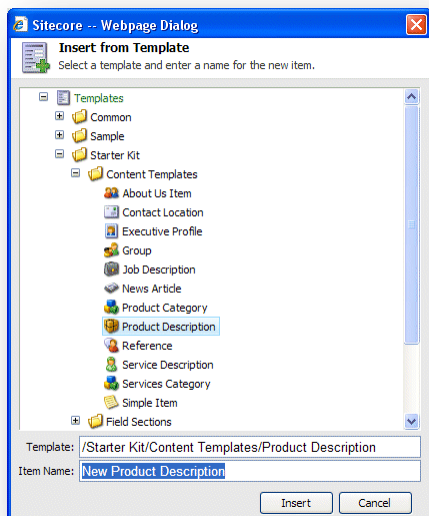 Sitecore -- Webpage Dialog
Insert from Template
Select a template and enter a name for the new item.
Templates
Common
Sample
Starter Kit
Content Templates
About Us Item
Contact Location
Executive Profile
Group
Job Description
News Article
Product Category
Product Description
Reference
Service Description
Services Category
Simple Item
Field Sections
Template: /Starter Kit/Content Templates/Product Description
Item Name: New Product Description
Insert Cancel